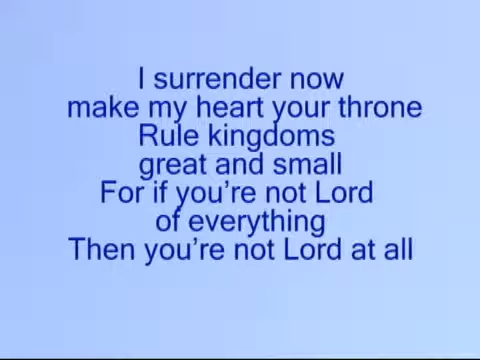 I surrender now
make my heart your throne
Rule kingdoms
great and small
For if you're not Lord
of everything
Then you're not Lord at all